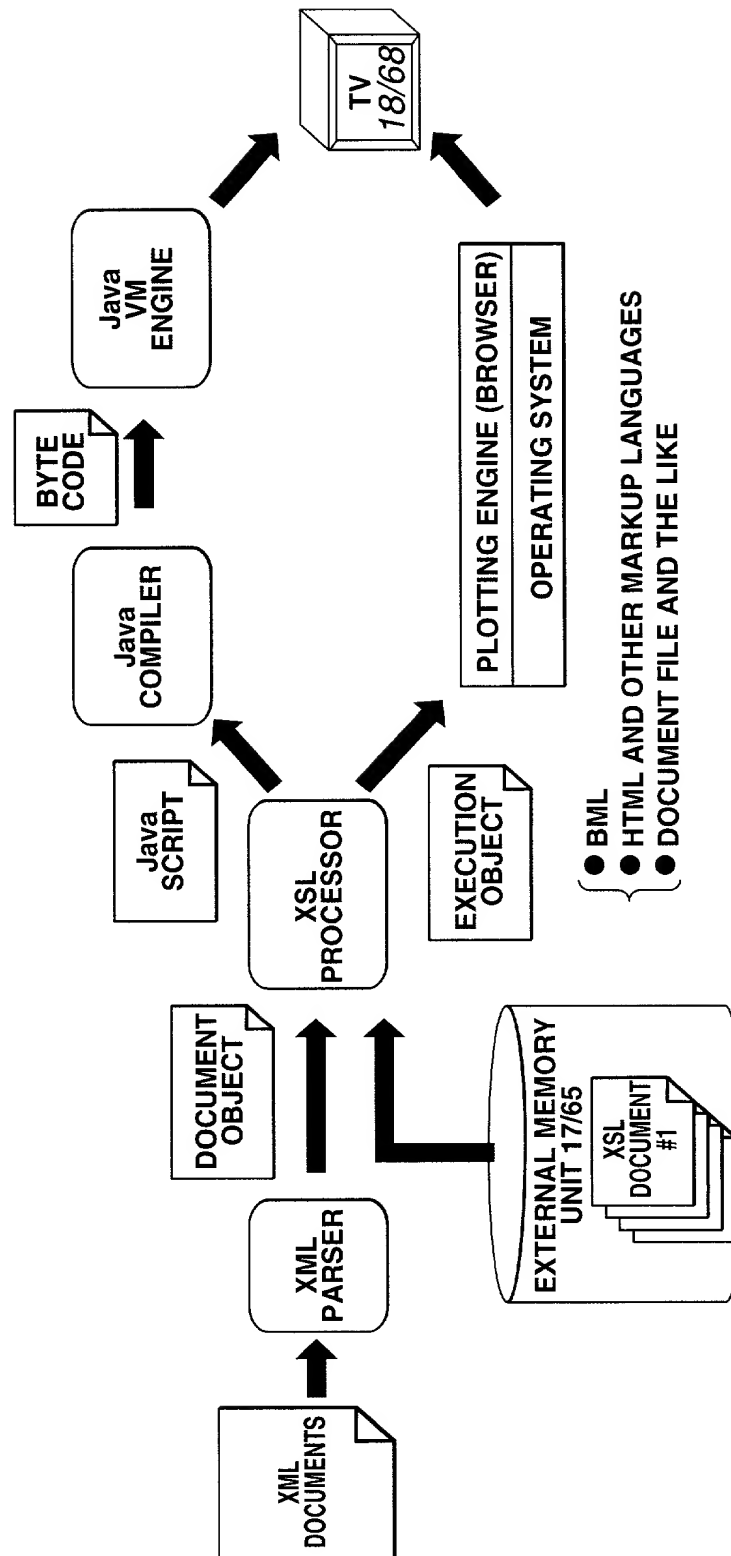 XML
DOCUMENTS
XML
PARSER
DOCUMENT
OBJECT
EXTERNAL MEMORY
UNIT 17/65
XSL
DOCUMENT
#1
XSL
PROCESSOR
Java
SCRIPT
Java
COMPILER
BYTE
CODE
Java
VM
ENGINE
EXECUTION
OBJECT
PLOTTING ENGINE (BROWSER)
OPERATING SYSTEM
● BML
● HTML AND OTHER MARKUP LANGUAGES
● DOCUMENT FILE AND THE LIKE
TV
18/68